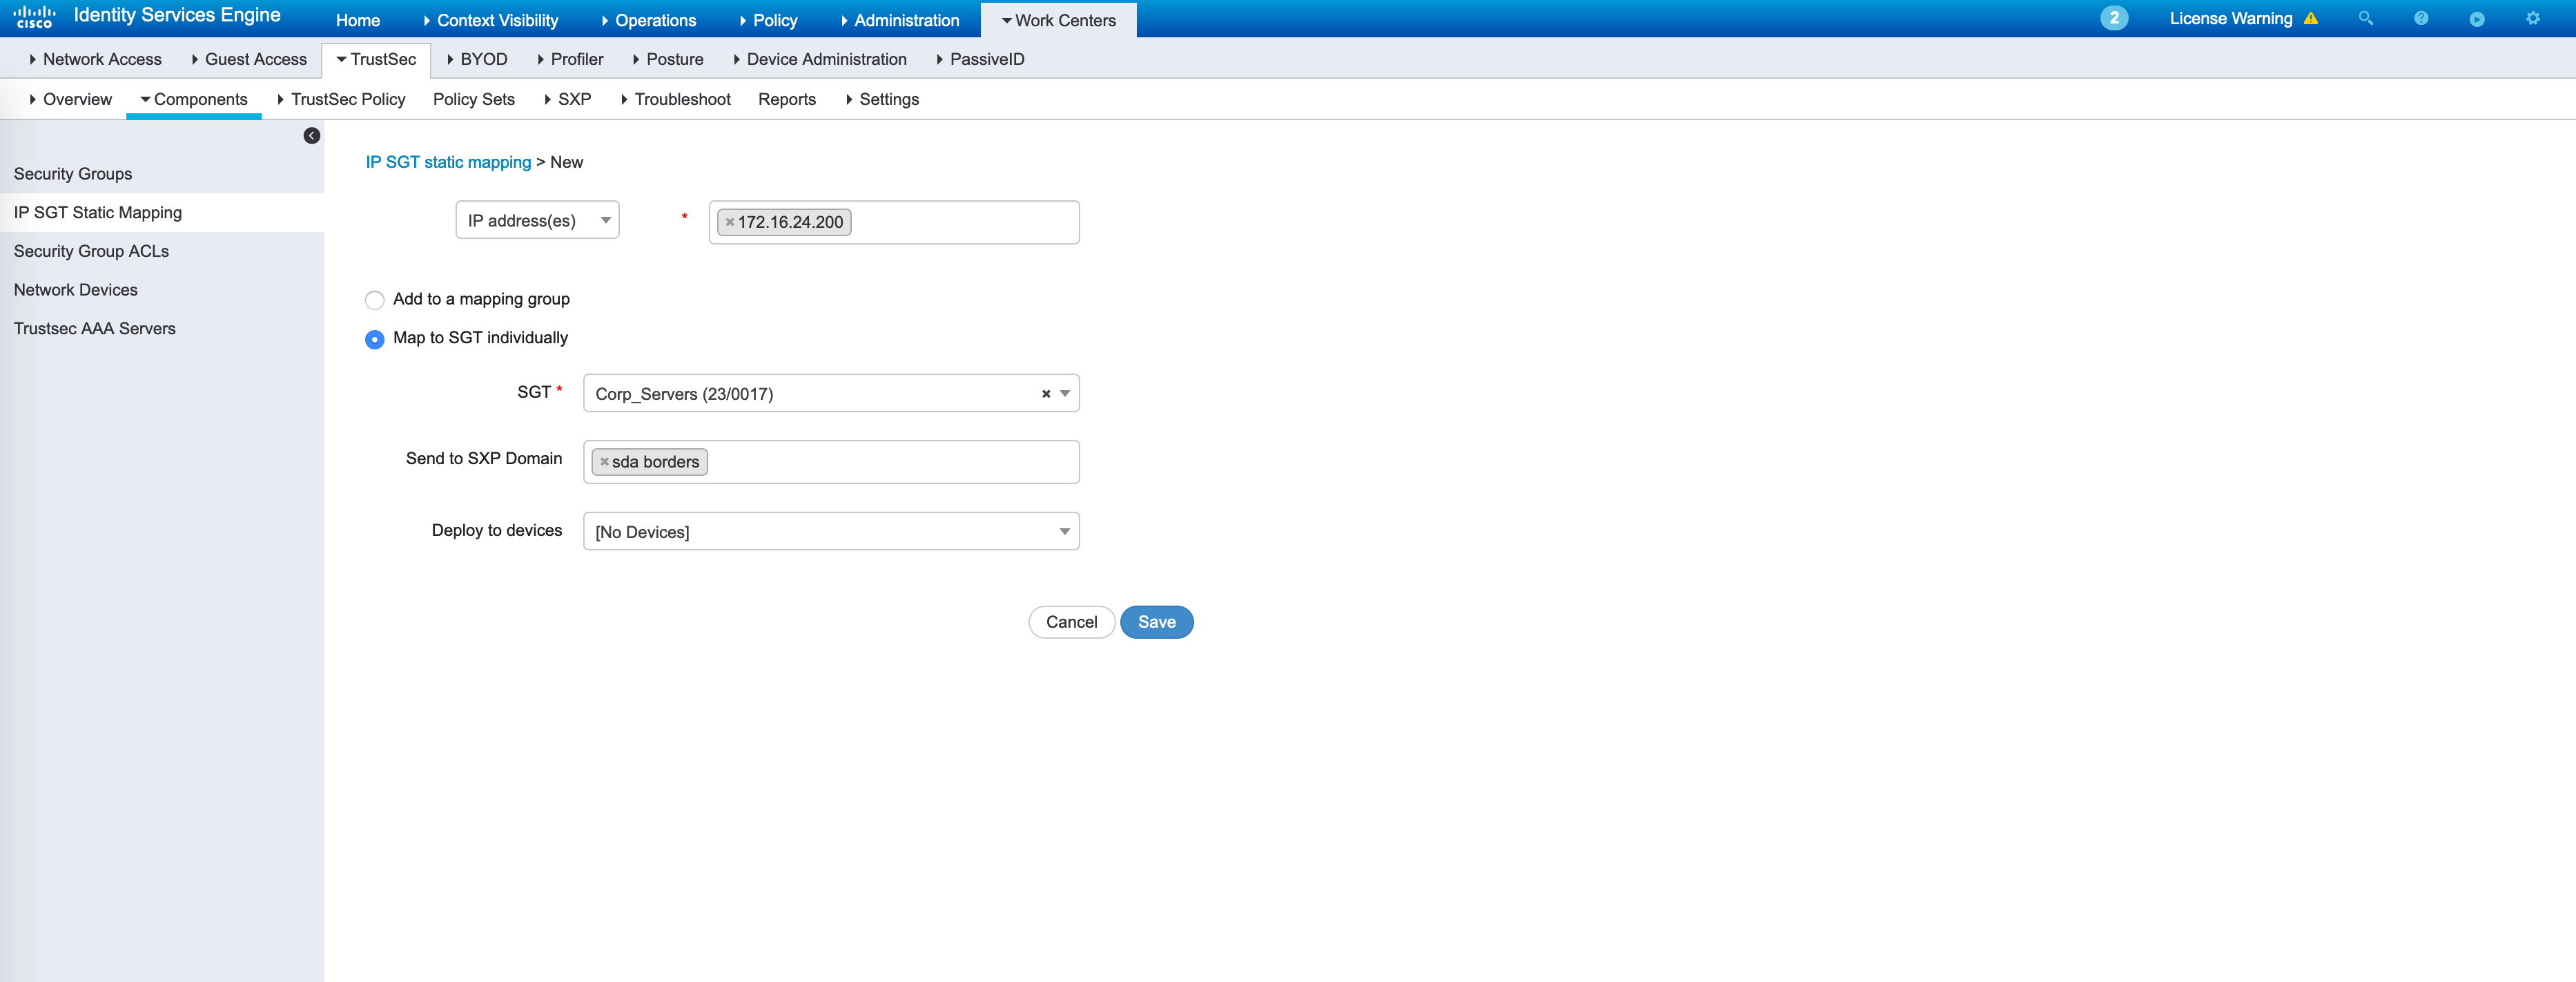 cisco Identity Services Engine Home Context Visibility Operations Policy Administration Work Centers 2 License Warning
Network Access Guest Access TrustSec BYOD Profiler Posture Device Administration PassiveID
Overview Components TrustSec Policy Policy Sets SXP Troubleshoot Reports Settings
Security Groups
IP SGT Static Mapping
Security Group ACLs
Network Devices
Trustsec AAA Servers
IP SGT static mapping > New
IP address(es) * × 172.16.24.200
Add to a mapping group
Map to SGT individually
SGT * Corp_Servers (23/0017) ×
Send to SXP Domain × sda borders
Deploy to devices [No Devices]
Cancel Save